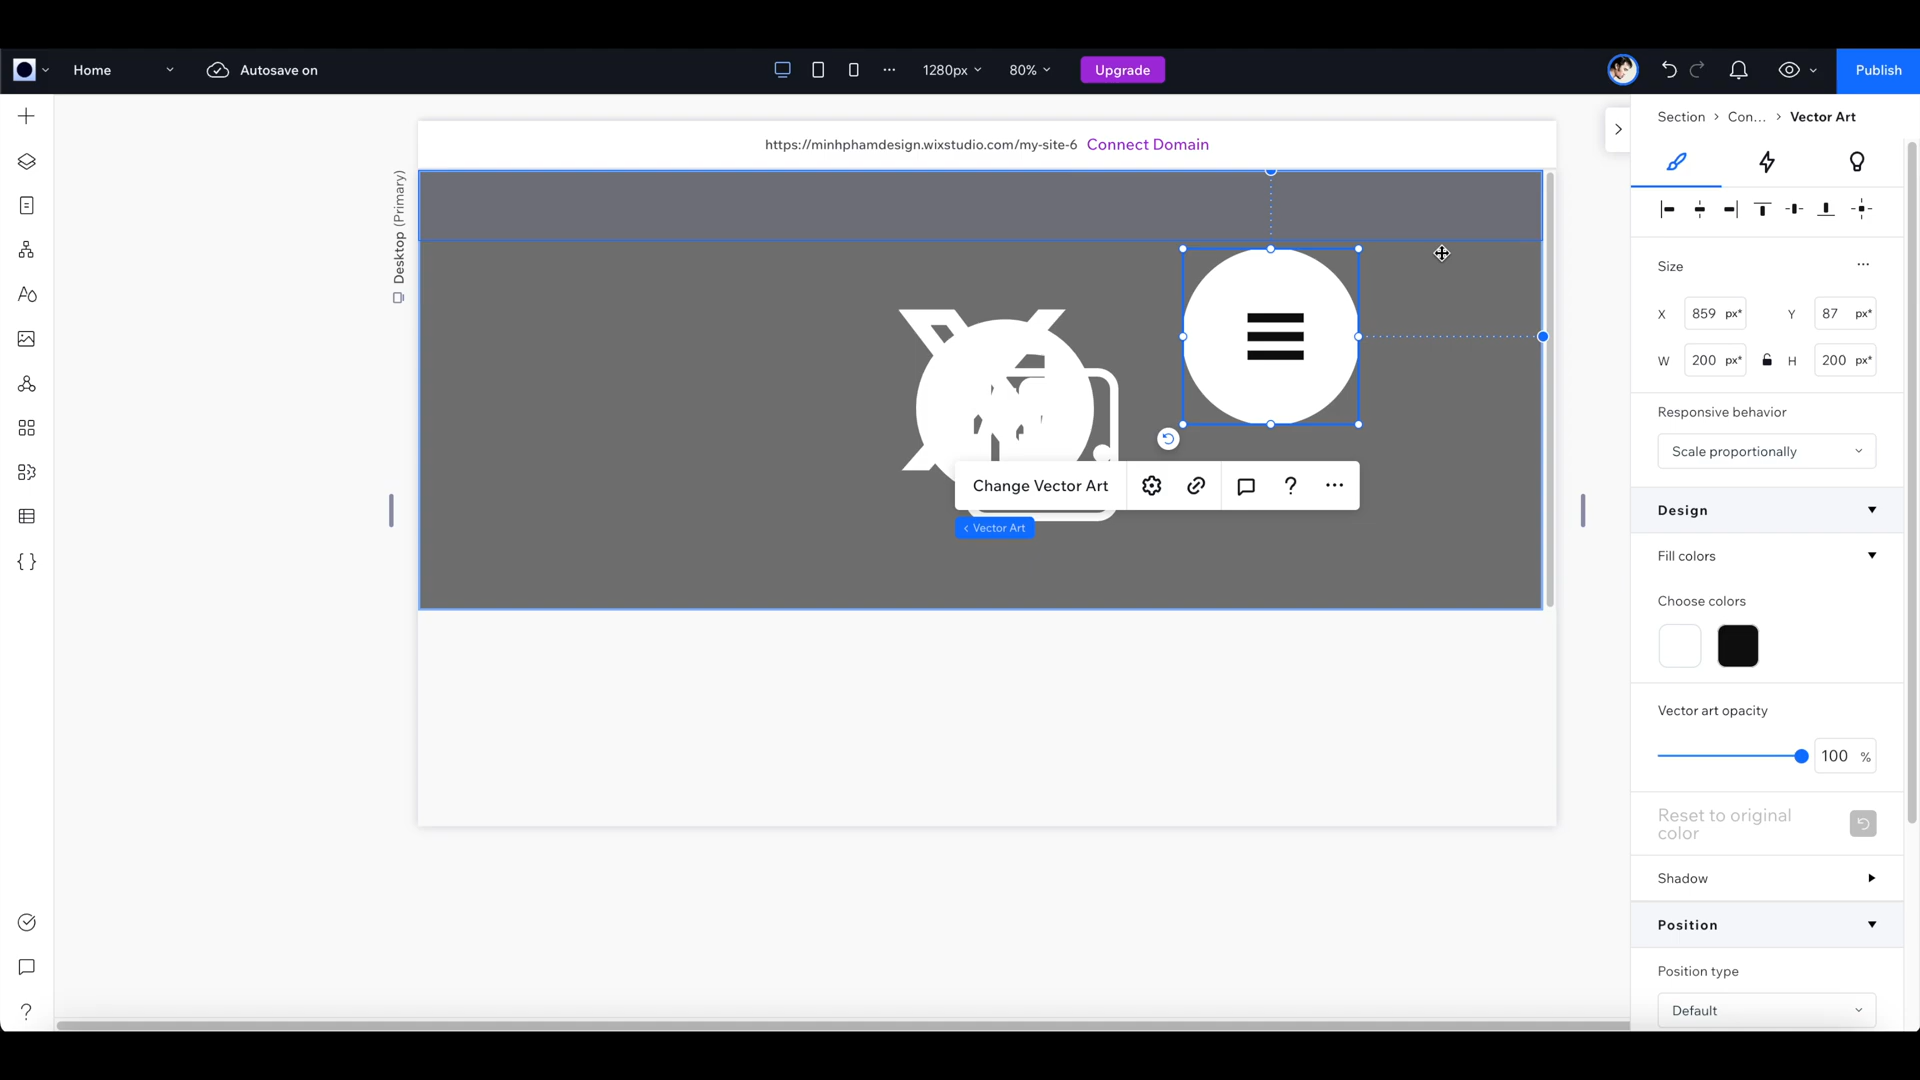 Home
Autosave on
1280px
80%
Upgrade
Publish
https://minhphamdesign.wixstudio.com/my-site-6 Connect Domain
Desktop (Primary)
Change Vector Art
< Vector Art
Section > Con... > Vector Art
Size
X 859 px* Y 87 px*
W 200 px* H 200 px*
Responsive behavior
Scale proportionally
Design
Fill colors
Choose colors
Vector art opacity
100 %
Reset to original
color
Shadow
Position
Position type
Default